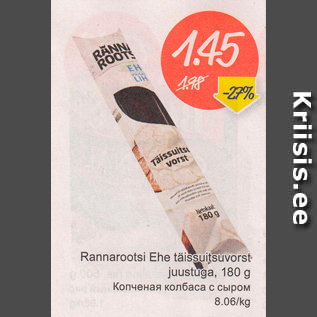 1.45
1.98
-27%
RANNA
ROOTSI
EHE
LIHA
Täissuitsu
vorst
180 g
Rannarootsi Ehe täissuitsuvorst
juustuga, 180 g
Копченая колбаса с сыром
8.06/kg
Kriisis.ee